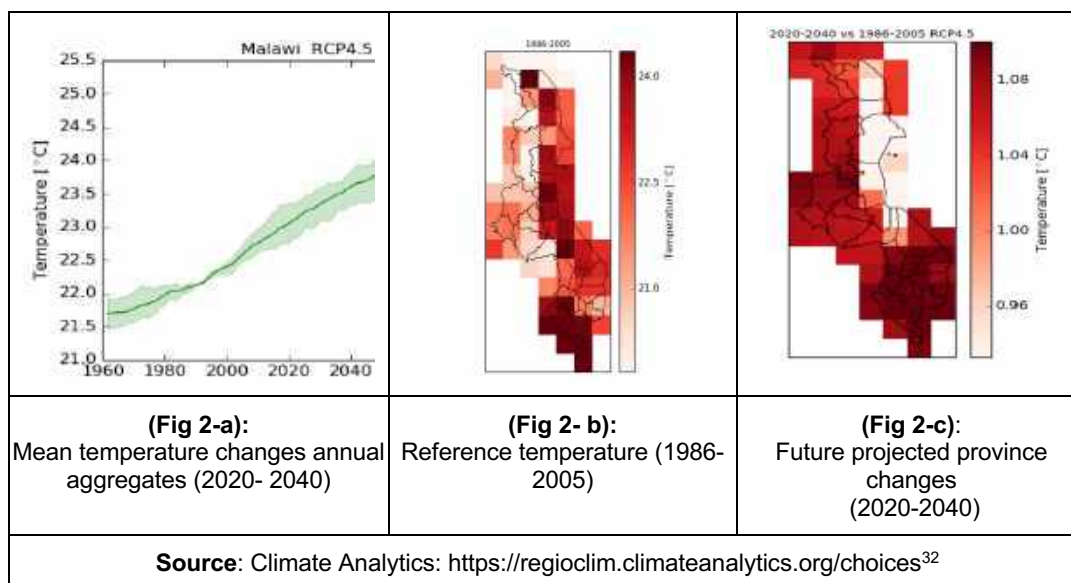 Malawi RCP4.5
25.5
25.0
24.5
24.0
23.5
23.0
22.5
22.0
21.5
21.0
Temperature [°C]
1960 1980 2000 2020 2040
1986-2005
24.0
22.5
21.0
Temperature [°C]
2020-2040 vs 1986-2005 RCP4.5
1.08
1.04
1.00
0.96
Temperature [°C]
(Fig 2-a):
Mean temperature changes annual
aggregates (2020- 2040)
(Fig 2- b):
Reference temperature (1986-
2005)
(Fig 2-c):
Future projected province
changes
(2020-2040)
Source: Climate Analytics: https://regioclim.climateanalytics.org/choices32